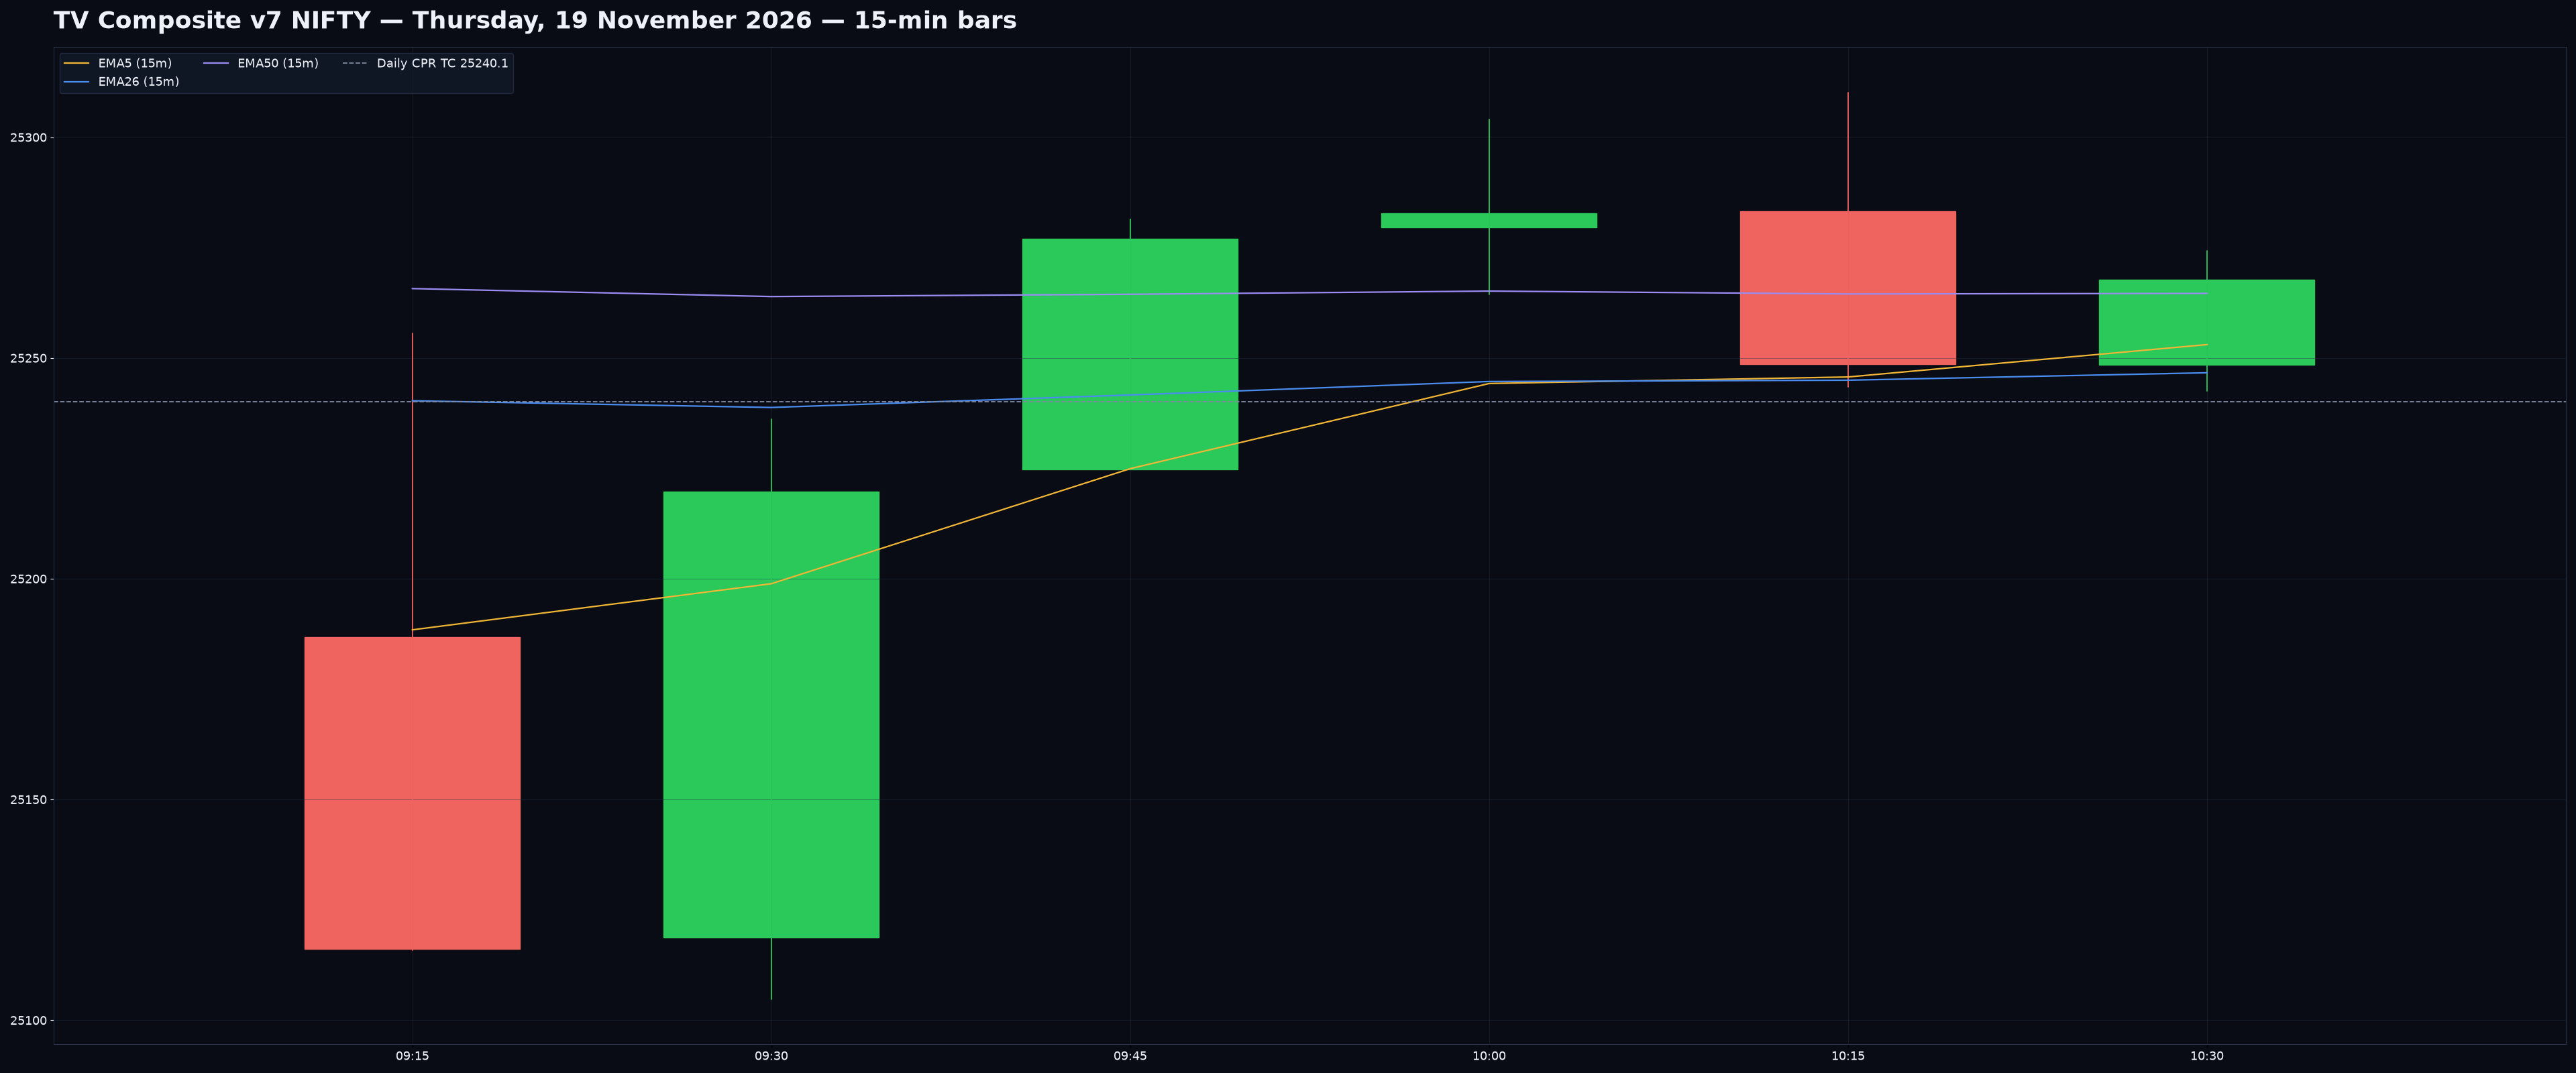 TV Composite v7 NIFTY — Thursday, 19 November 2026 — 15-min bars
EMA5 (15m) EMA50 (15m) Daily CPR TC 25240.1
EMA26 (15m)
25300
25250
25200
25150
25100
09:15 09:30 09:45 10:00 10:15 10:30